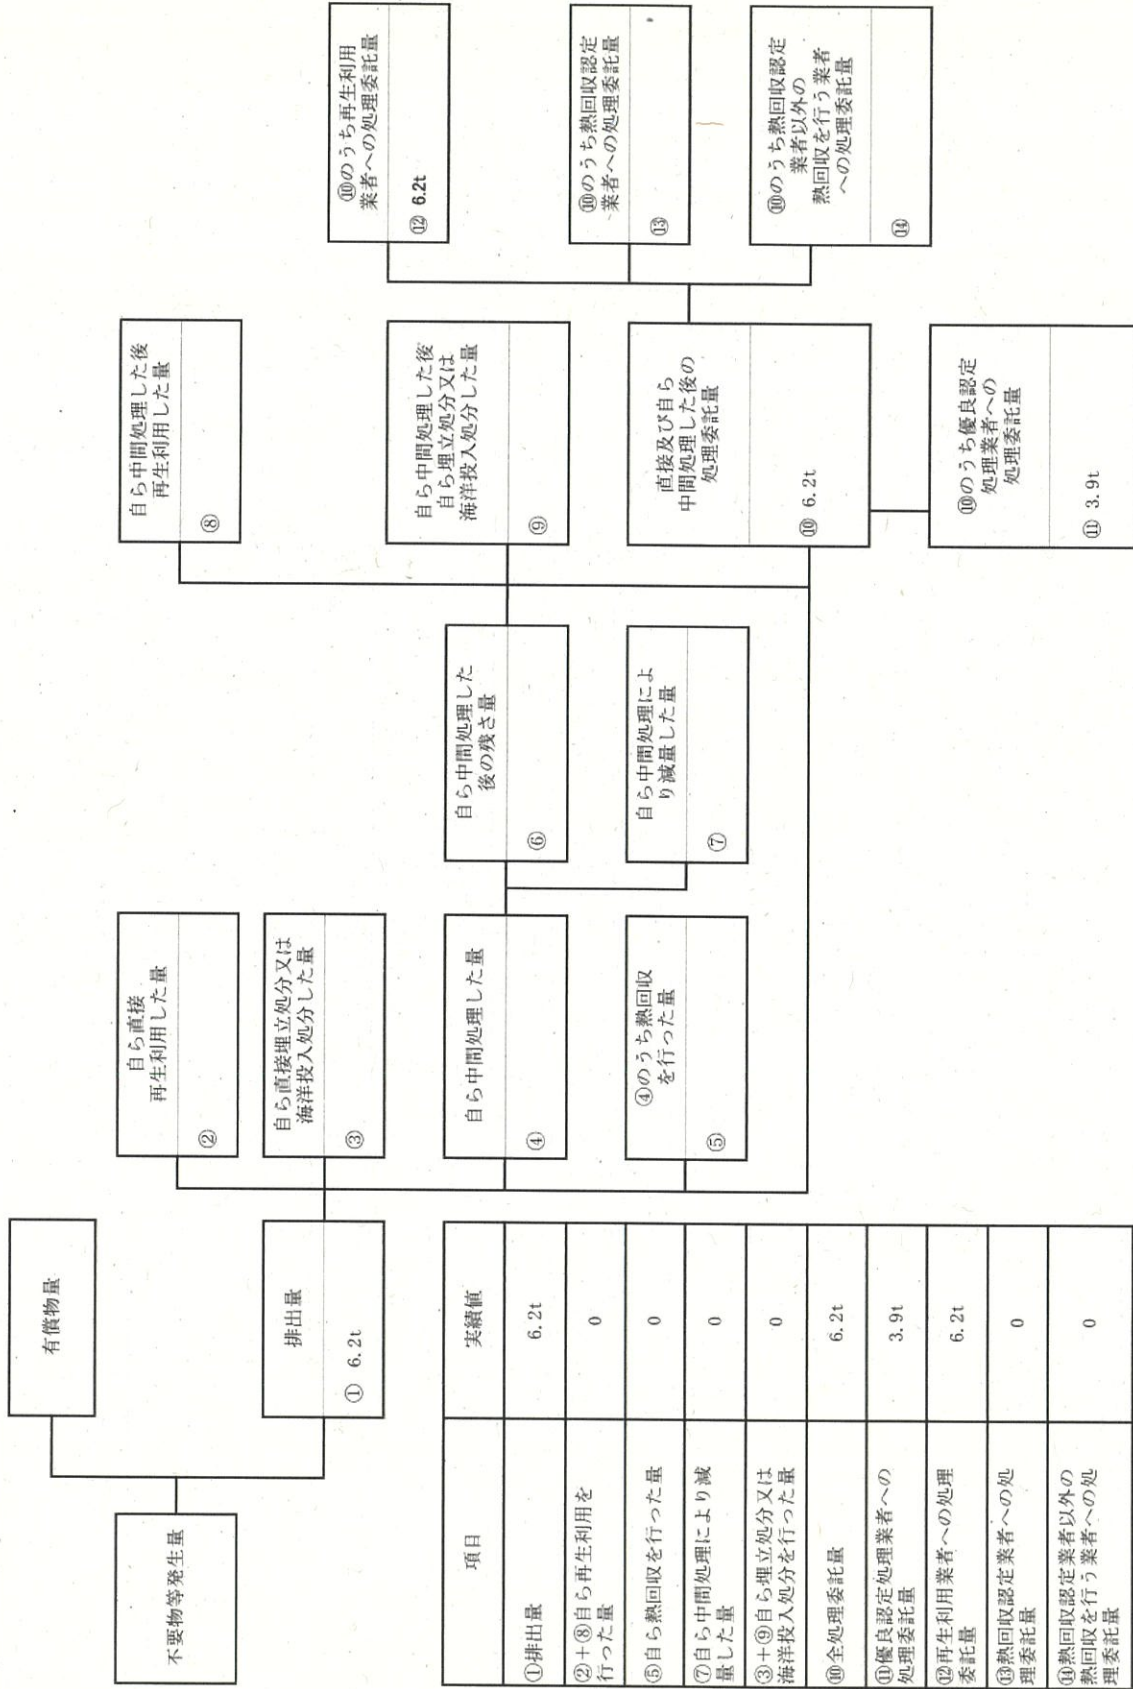 有償物量
不要物等発生量
排出量
① 6.2t
自ら直接
再生利用した量
②
自ら直接埋立処分又は
海洋投入処分した量
③
自ら中間処理した量
④
④のうち熱回収
を行った量
⑤
自ら中間処理した
後の残さ量
⑥
自ら中間処理によ
り減量した量
⑦
自ら中間処理した後
再生利用した量
⑧
自ら中間処理した後
自ら埋立処分又は
海洋投入処分した量
⑨
直接及び自ら
中間処理した後の
処理委託量
⑩ 6.2t
⑩のうち優良認定
処理業者への
処理委託量
⑪ 3.9t
⑩のうち再生利用
業者への処理委託量
⑫ 6.2t
⑩のうち熱回収認定
業者への処理委託量
⑬
⑩のうち熱回収認定
業者以外の
熱回収を行う業者
への処理委託量
⑭
項目 実績値
①排出量 6.2t
②+⑧自ら再生利用を
行った量 0
⑤自ら熱回収を行った量 0
⑦自ら中間処理により減
量した量 0
③+⑨自ら埋立処分又は
海洋投入処分を行った量 0
⑩全処理委託量 6.2t
⑪優良認定処理業者への
処理委託量 3.9t
⑫再生利用業者への処理
委託量 6.2t
⑬熱回収認定業者への処
理委託量 0
⑭熱回収認定業者以外の
熱回収を行う業者への処
理委託量 0